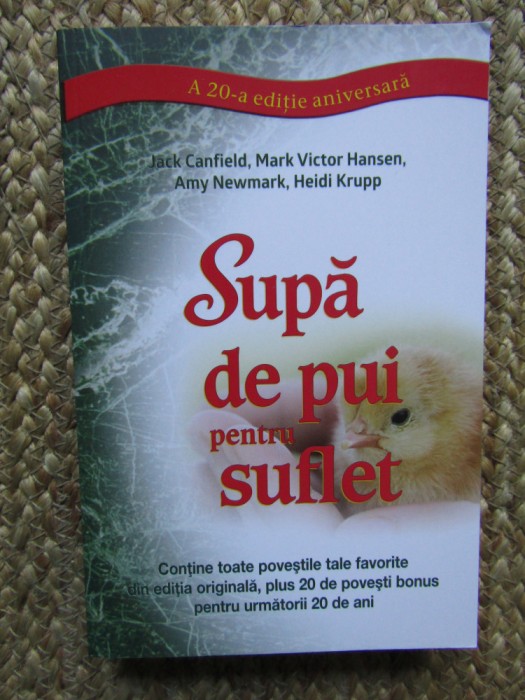 A 20-a ediție aniversară
Jack Canfield, Mark Victor Hansen,
Amy Newmark, Heidi Krupp
Supă
de pui
pentru
suflet
Conține toate poveștile tale favorite
din ediția originală, plus 20 de povești bonus
pentru următorii 20 de ani